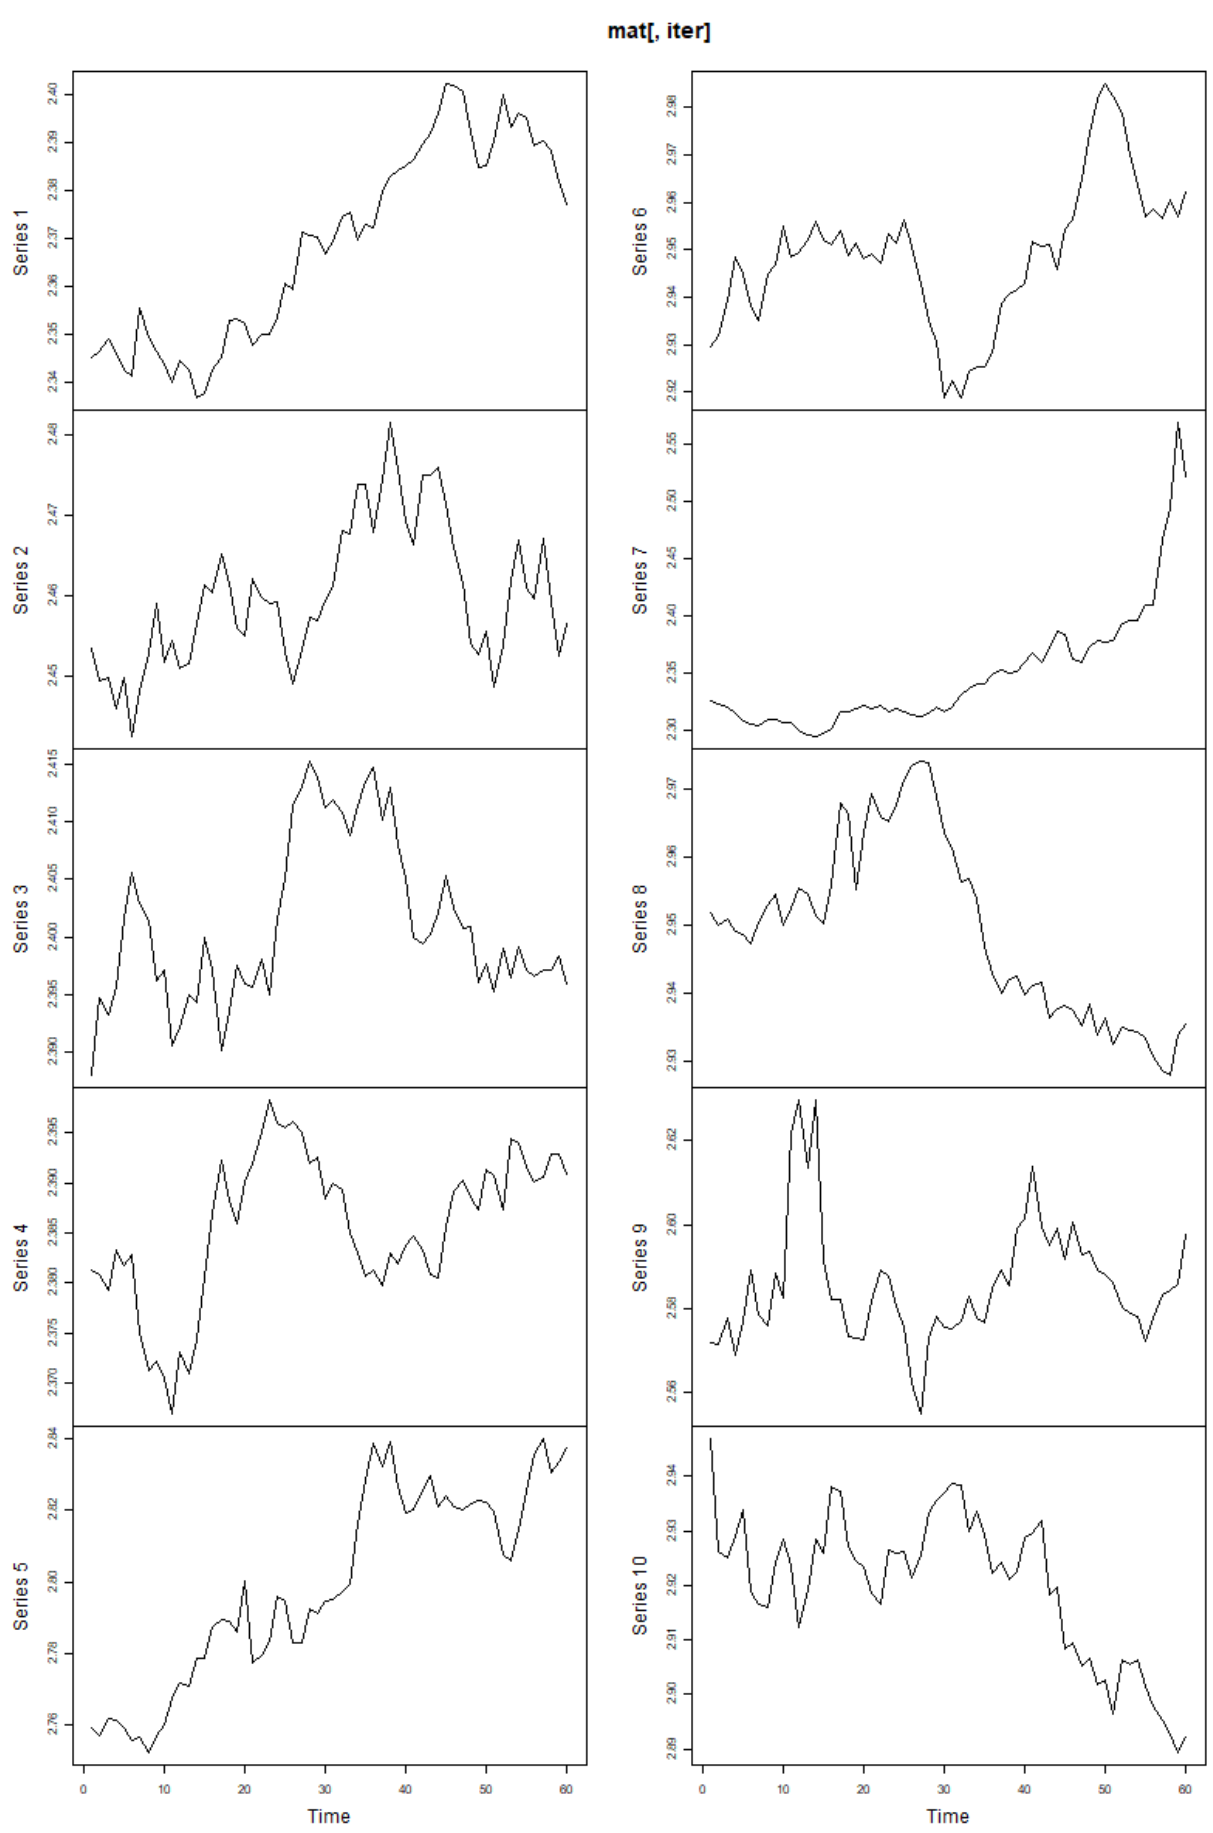 mat[, iter]
Series 1
2.34 2.35 2.36 2.37 2.38 2.39 2.40
Series 2
2.45 2.46 2.47 2.48
Series 3
2.390 2.395 2.400 2.405 2.410 2.415
Series 4
2.370 2.375 2.380 2.385 2.390 2.395
Series 5
2.76 2.78 2.80 2.82 2.84
0 10 20 30 40 50 60
Time
Series 6
2.92 2.93 2.94 2.95 2.96 2.97 2.98
Series 7
2.30 2.35 2.40 2.45 2.50 2.55
Series 8
2.93 2.94 2.95 2.96 2.97
Series 9
2.56 2.58 2.60 2.62
Series 10
2.89 2.90 2.91 2.92 2.93 2.94
0 10 20 30 40 50 60
Time